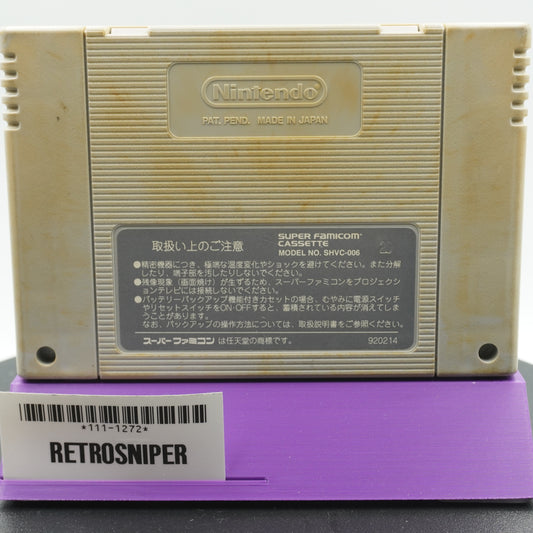 Nintendo
PAT. PEND. MADE IN JAPAN
取扱い上のご注意
SUPER FAMICOM
CASSETTE
MODEL NO. SHVC-006
●精密機器につき、極端な温度変化やショックを避けてください。また分解
したり、端子部を汚したりしないでください。
●残像現象(画面焼け)が生ずるため、スーパーファミコンをプロジェクシ
ョンテレビには接続しないでください。
●バッテリーバックアップ機能付きカセットの場合、むやみに電源スイッチ
やリセットスイッチをON・OFFすると、蓄積されている内容が消えてしま
うことがあります。
なお、バックアップの操作方法については、取扱説明書をご参照ください。
スーパーファミコンは任天堂の商標です。
920214
*111-1272*
RETROSNIPER